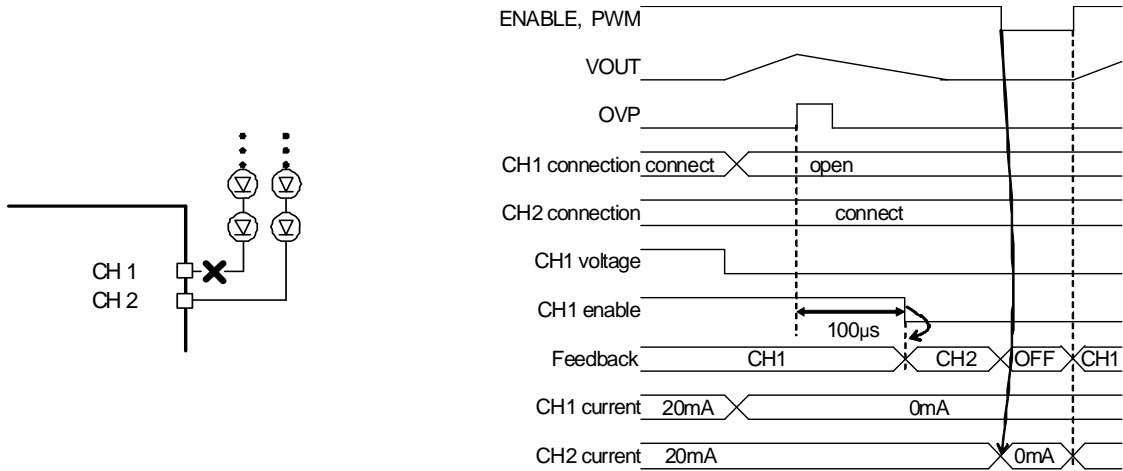 ENABLE, PWM
VOUT
OVP
CH1 connection connect open
CH2 connection connect
CH1 voltage
CH1 enable
100µs
Feedback CH1 CH2 OFF CH1
CH1 current 20mA 0mA
CH2 current 20mA 0mA
CH 1
CH 2